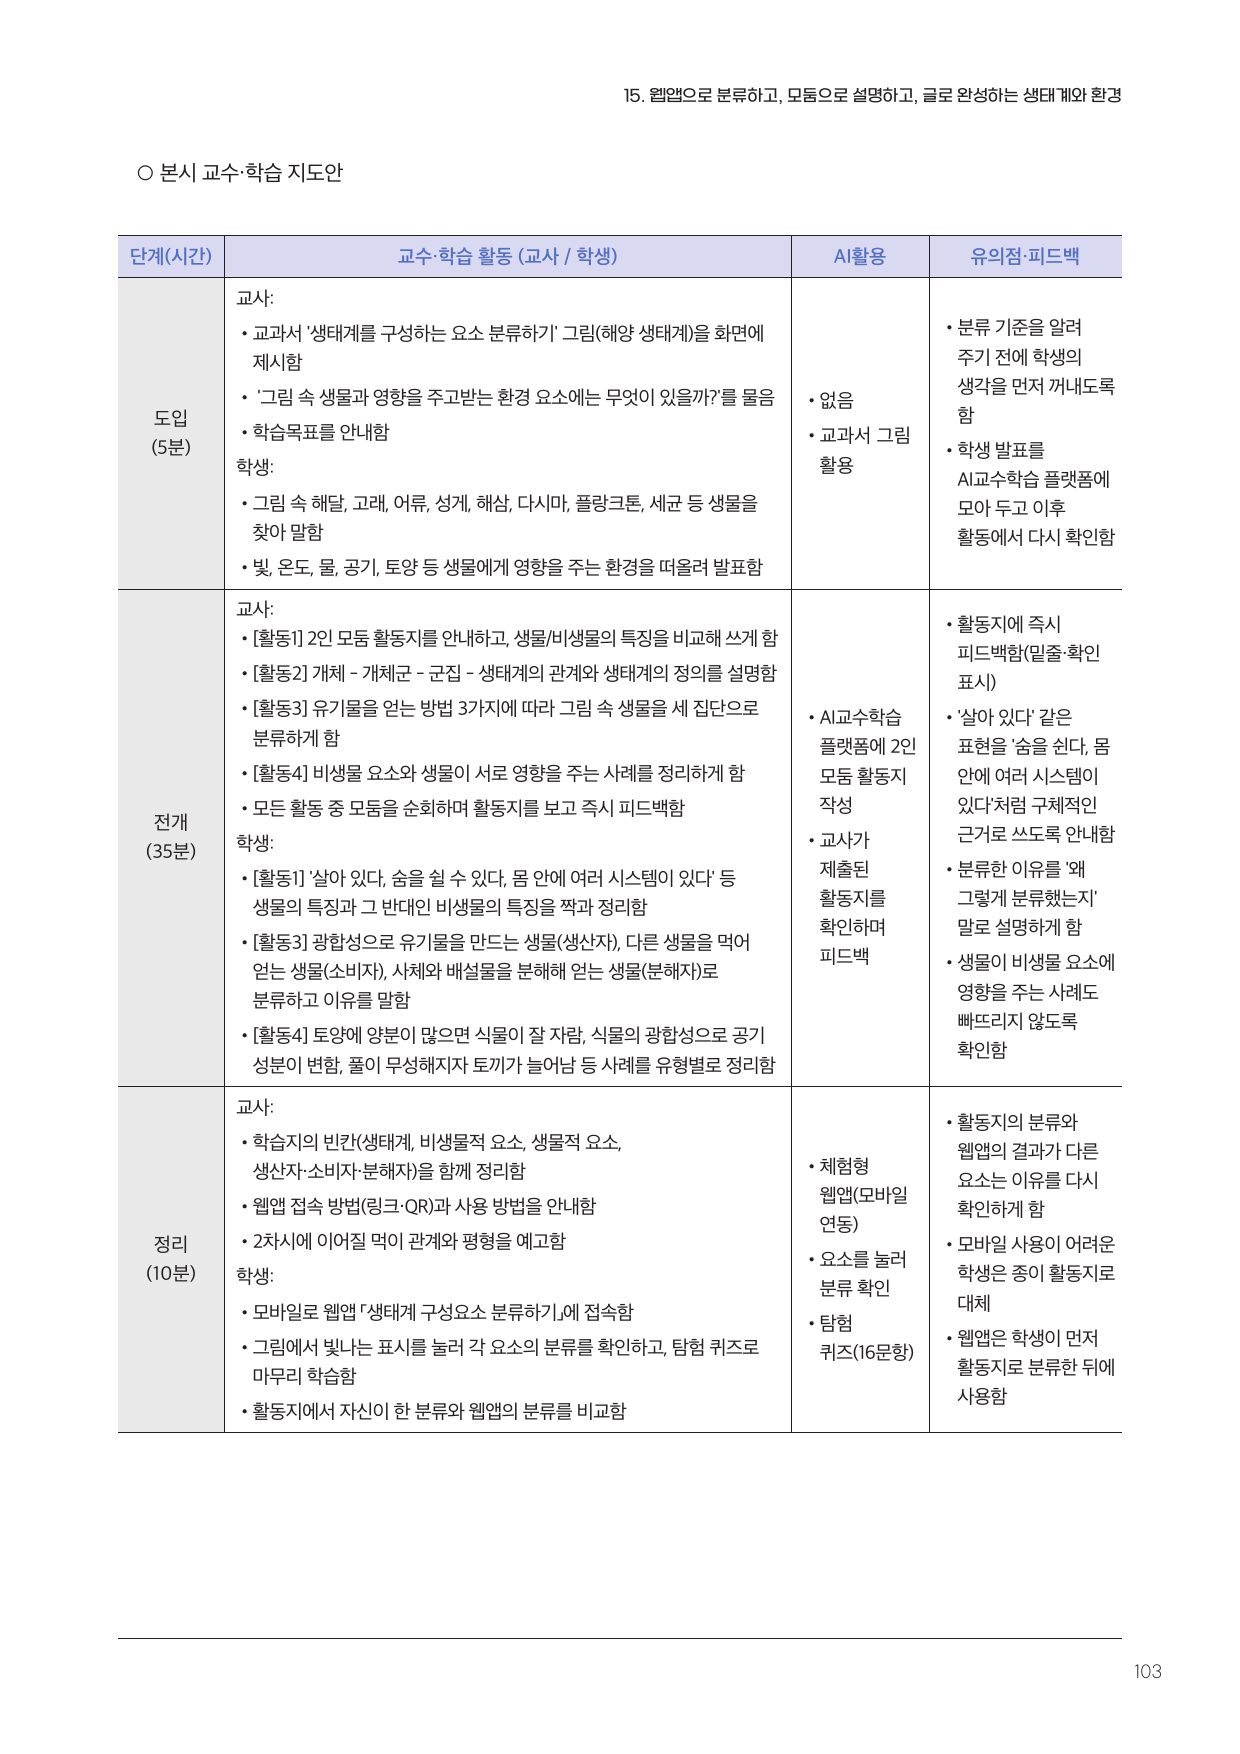 15. 웹앱으로 분류하고, 모둠으로 설명하고, 글로 완성하는 생태계와 환경
○ 본시 교수·학습 지도안
단계(시간)
교수·학습 활동 (교사 / 학생)
AI활용
유의점·피드백
도입
(5분)
교사:
• 교과서 '생태계를 구성하는 요소 분류하기' 그림(해양 생태계)을 화면에
제시함
• '그림 속 생물과 영향을 주고받는 환경 요소에는 무엇이 있을까?'를 물음
• 학습목표를 안내함
학생:
• 그림 속 해달, 고래, 어류, 성게, 해삼, 다시마, 플랑크톤, 세균 등 생물을
찾아 말함
• 빛, 온도, 물, 공기, 토양 등 생물에게 영향을 주는 환경을 떠올려 발표함
• 없음
• 교과서 그림
활용
• 분류 기준을 알려
주기 전에 학생의
생각을 먼저 꺼내도록
함
• 학생 발표를
AI교수학습 플랫폼에
모아 두고 이후
활동에서 다시 확인함
전개
(35분)
교사:
• [활동1] 2인 모둠 활동지를 안내하고, 생물/비생물의 특징을 비교해 쓰게 함
• [활동2] 개체 – 개체군 – 군집 – 생태계의 관계와 생태계의 정의를 설명함
• [활동3] 유기물을 얻는 방법 3가지에 따라 그림 속 생물을 세 집단으로
분류하게 함
• [활동4] 비생물 요소와 생물이 서로 영향을 주는 사례를 정리하게 함
• 모든 활동 중 모둠을 순회하며 활동지를 보고 즉시 피드백함
학생:
• [활동1] '살아 있다, 숨을 쉴 수 있다, 몸 안에 여러 시스템이 있다' 등
생물의 특징과 그 반대인 비생물의 특징을 짝과 정리함
• [활동3] 광합성으로 유기물을 만드는 생물(생산자), 다른 생물을 먹어
얻는 생물(소비자), 사체와 배설물을 분해해 얻는 생물(분해자)로
분류하고 이유를 말함
• [활동4] 토양에 양분이 많으면 식물이 잘 자람, 식물의 광합성으로 공기
성분이 변함, 풀이 무성해지자 토끼가 늘어남 등 사례를 유형별로 정리함
• AI교수학습
플랫폼에 2인
모둠 활동지
작성
• 교사가
제출된
활동지를
확인하며
피드백
• 활동지에 즉시
피드백함(밑줄·확인
표시)
• '살아 있다' 같은
표현을 '숨을 쉰다, 몸
안에 여러 시스템이
있다'처럼 구체적인
근거로 쓰도록 안내함
• 분류한 이유를 '왜
그렇게 분류했는지'
말로 설명하게 함
• 생물이 비생물 요소에
영향을 주는 사례도
빠뜨리지 않도록
확인함
정리
(10분)
교사:
• 학습지의 빈칸(생태계, 비생물적 요소, 생물적 요소,
생산자·소비자·분해자)을 함께 정리함
• 웹앱 접속 방법(링크·QR)과 사용 방법을 안내함
• 2차시에 이어질 먹이 관계와 평형을 예고함
학생:
• 모바일로 웹앱 「생태계 구성요소 분류하기」에 접속함
• 그림에서 빛나는 표시를 눌러 각 요소의 분류를 확인하고, 탐험 퀴즈로
마무리 학습함
• 활동지에서 자신이 한 분류와 웹앱의 분류를 비교함
• 체험형
웹앱(모바일
연동)
• 요소를 눌러
분류 확인
• 탐험
퀴즈(16문항)
• 활동지의 분류와
웹앱의 결과가 다른
요소는 이유를 다시
확인하게 함
• 모바일 사용이 어려운
학생은 종이 활동지로
대체
• 웹앱은 학생이 먼저
활동지로 분류한 뒤에
사용함
103